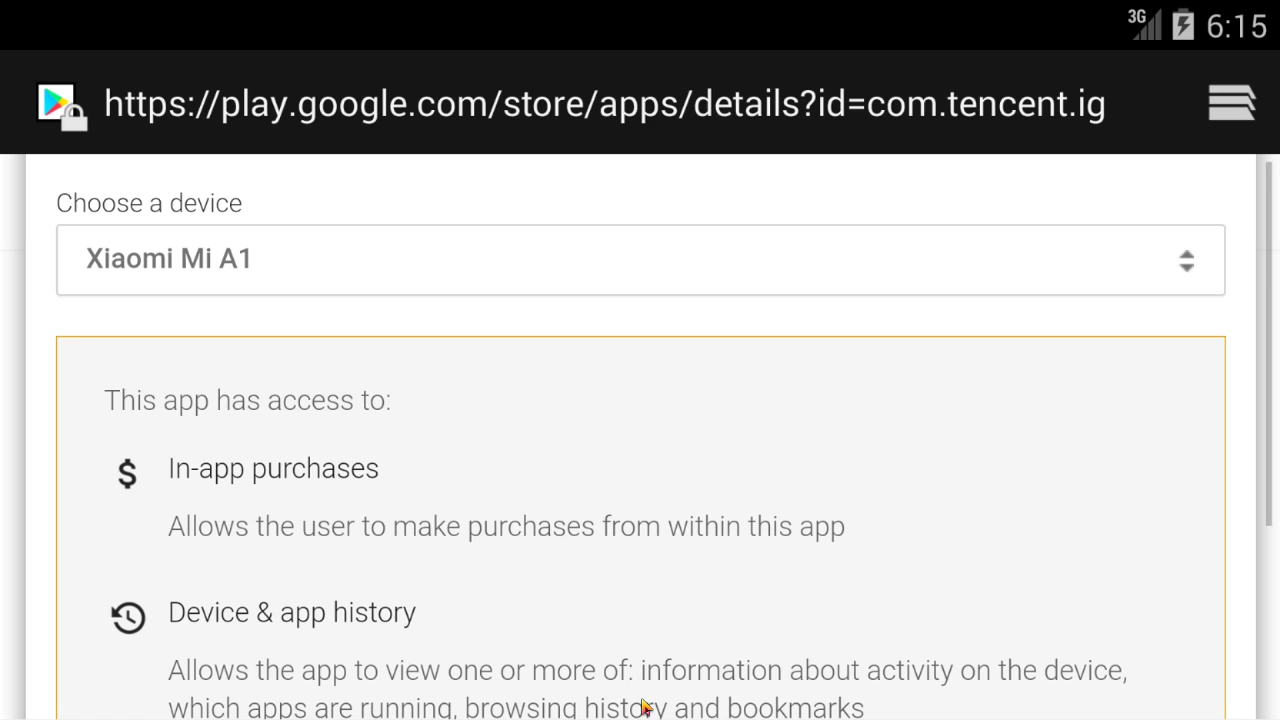 3G 6:15
https://play.google.com/store/apps/details?id=com.tencent.ig
Choose a device
Xiaomi Mi A1
This app has access to:
$ In-app purchases
Allows the user to make purchases from within this app
Device & app history
Allows the app to view one or more of: information about activity on the device,
which apps are running, browsing history and bookmarks